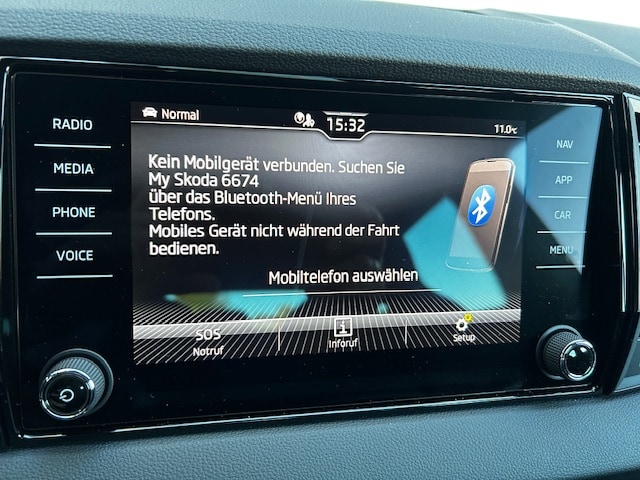 Normal
15:32
11.0°C
RADIO
MEDIA
PHONE
VOICE
Kein Mobilgerät verbunden. Suchen Sie
My Skoda 6674
über das Bluetooth-Menü Ihres
Telefons.
Mobiles Gerät nicht während der Fahrt
bedienen.
Mobiltelefon auswählen
SOS
Notruf
i
Inforuf
Setup
NAV
APP
CAR
MENU